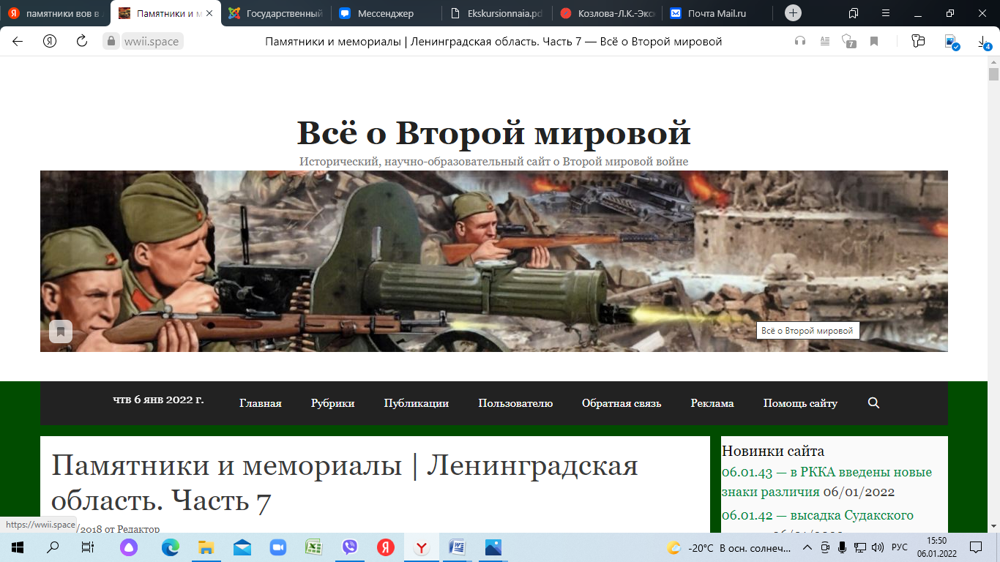 памятники вов в
Памятники и м
Государственный
Мессенджер
Ekskursionnaia.pd
Козлова-Л.К.-Эко
Почта Mail.ru
wwii.space
Памятники и мемориалы | Ленинградская область. Часть 7 — Всё о Второй мировой
7
4
Всё о Второй мировой
Исторический, научно-образовательный сайт о Второй мировой войне
Всё о Второй мировой
чтв 6 янв 2022 г.
Главная
Рубрики
Публикации
Пользователю
Обратная связь
Реклама
Помощь сайту
Памятники и мемориалы | Ленинградская
область. Часть 7
/2018 от Редактор
Новинки сайта
06.01.43 — в РККА введены новые
знаки различия 06/01/2022
06.01.42 — высадка Судакского
https://wwii.space
-20°C В осн. солнеч...
РУС
15:50
06.01.2022